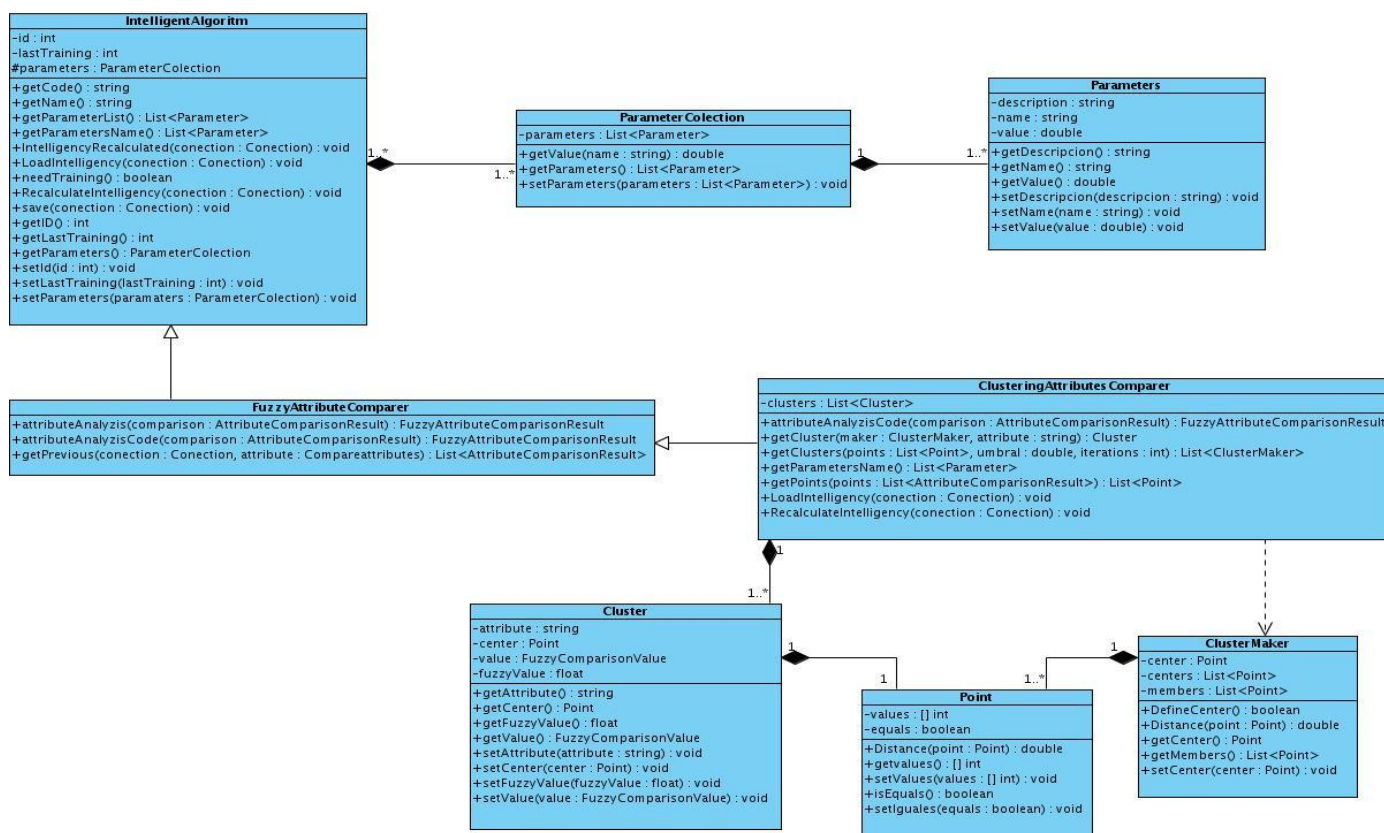 IntelligentAlgoritm
-id : int
-lastTraining : int
#parameters : ParameterColection
+getCode() : string
+getName() : string
+getParameterList() : List<Parameter>
+getParametersName() : List<Parameter>
+IntelligencyRecalculated(conection : Conection) : void
+LoadIntelligency(conection : Conection) : void
+needTraining() : boolean
+RecalculateIntelligency(conection : Conection) : void
+save(conection : Conection) : void
+getID() : int
+getLastTraining() : int
+getParameters() : ParameterColection
+setId(id : int) : void
+setLastTraining(lastTraining : int) : void
+setParameters(paramaters : ParameterColection) : void
1..*
1..*
ParameterColection
-parameters : List<Parameter>
+getValue(name : string) : double
+getParameters() : List<Parameter>
+setParameters(parameters : List<Parameter>) : void
1
1..*
Parameters
-description : string
-name : string
-value : double
+getDescripcion() : string
+getName() : string
+getValue() : double
+setDescripcion(descripcion : string) : void
+setName(name : string) : void
+setValue(value : double) : void
FuzzyAttributeComparer
+attributeAnalyzis(comparison : AttributeComparisonResult) : FuzzyAttributeComparisonResult
+attributeAnalyzisCode(comparison : AttributeComparisonResult) : FuzzyAttributeComparisonResult
+getPrevious(conection : Conection, attribute : Compareattributes) : List<AttributeComparisonResult>
ClusteringAttributesComparer
-clusters : List<Cluster>
+attributeAnalyzisCode(comparison : AttributeComparisonResult) : FuzzyAttributeComparisonResult
+getCluster(maker : ClusterMaker, attribute : string) : Cluster
+getClusters(points : List<Point>, umbral : double, iterations : int) : List<ClusterMaker>
+getParametersName() : List<Parameter>
+getPoints(points : List<AttributeComparisonResult>) : List<Point>
+LoadIntelligency(conection : Conection) : void
+RecalculateIntelligency(conection : Conection) : void
1
1..*
Cluster
-attribute : string
-center : Point
-value : FuzzyComparisonValue
-fuzzyValue : float
+getAttribute() : string
+getCenter() : Point
+getFuzzyValue() : float
+getValue() : FuzzyComparisonValue
+setAttribute(attribute : string) : void
+setCenter(center : Point) : void
+setFuzzyValue(fuzzyValue : float) : void
+setValue(value : FuzzyComparisonValue) : void
1
1
Point
-values : [] int
-equals : boolean
+Distance(point : Point) : double
+getvalues() : [] int
+setValues(values : [] int) : void
+isEquals() : boolean
+setIguales(equals : boolean) : void
1..*
1
ClusterMaker
-center : Point
-centers : List<Point>
-members : List<Point>
+DefineCenter() : boolean
+Distance(point : Point) : double
+getCenter() : Point
+getMembers() : List<Point>
+setCenter(center : Point) : void